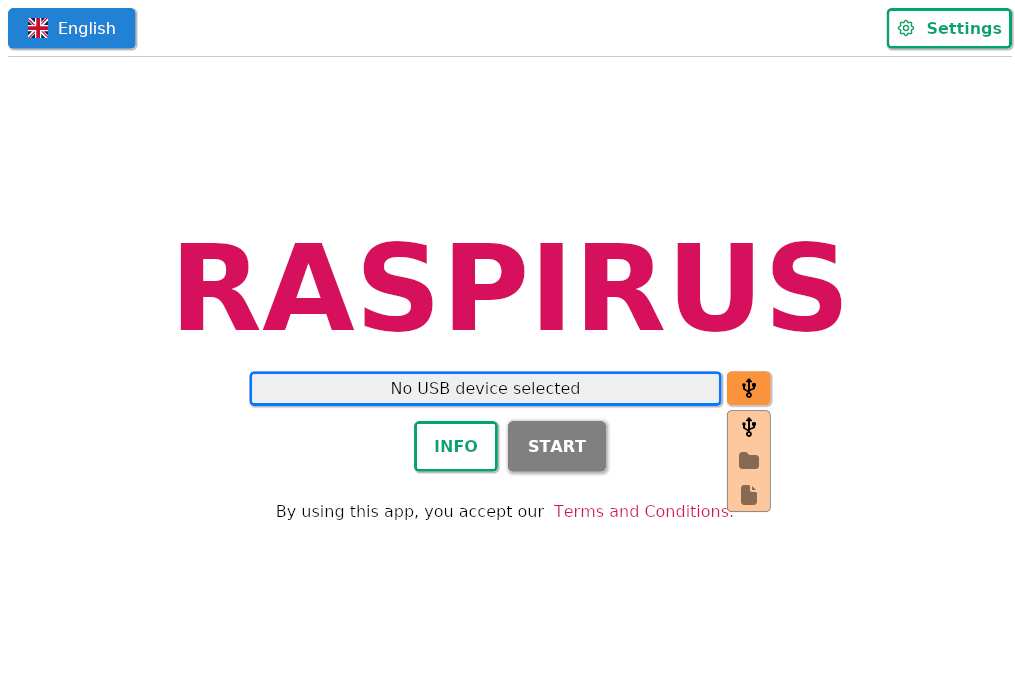 English
Settings
RASPIRUS
No USB device selected
INFO
START
By using this app, you accept our Terms and Conditions.